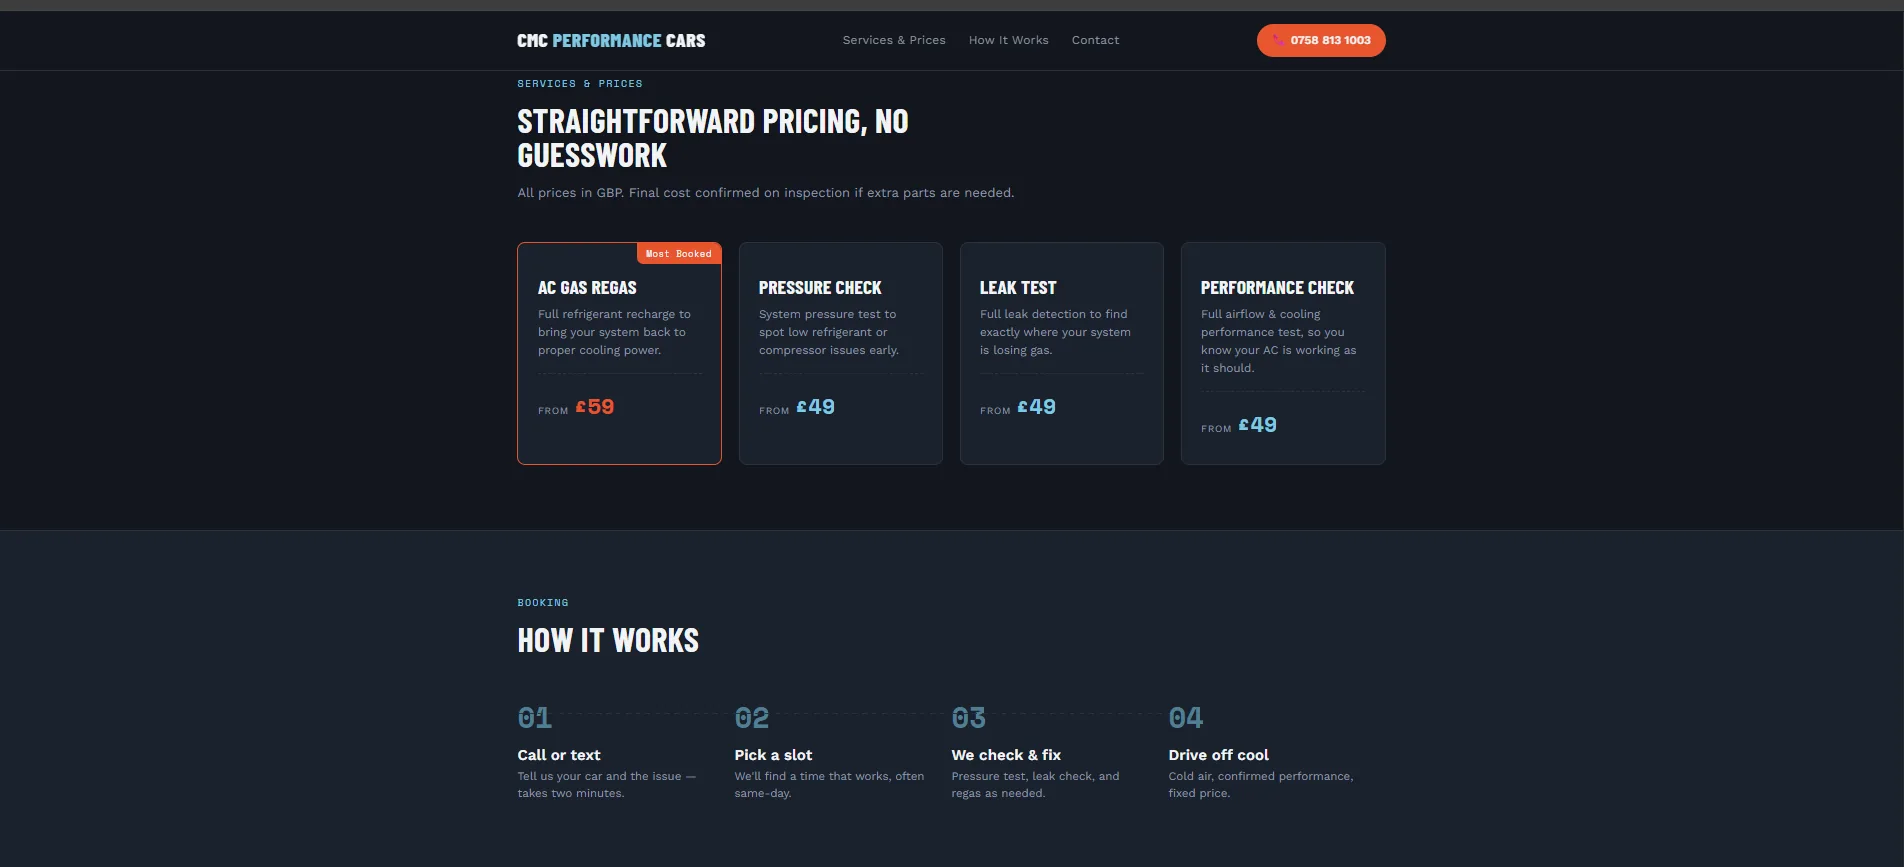 CMC PERFORMANCE CARS
Services & Prices
How It Works
Contact
0758 813 1003
SERVICES & PRICES
STRAIGHTFORWARD PRICING, NO
GUESSWORK
All prices in GBP. Final cost confirmed on inspection if extra parts are needed.
Most Booked
AC GAS REGAS
Full refrigerant recharge to
bring your system back to
proper cooling power.
FROM £59
PRESSURE CHECK
System pressure test to
spot low refrigerant or
compressor issues early.
FROM £49
LEAK TEST
Full leak detection to find
exactly where your system
is losing gas.
FROM £49
PERFORMANCE CHECK
Full airflow & cooling
performance test, so you
know your AC is working as
it should.
FROM £49
BOOKING
HOW IT WORKS
01
Call or text
Tell us your car and the issue —
takes two minutes.
02
Pick a slot
We'll find a time that works, often
same-day.
03
We check & fix
Pressure test, leak check, and
regas as needed.
04
Drive off cool
Cold air, confirmed performance,
fixed price.